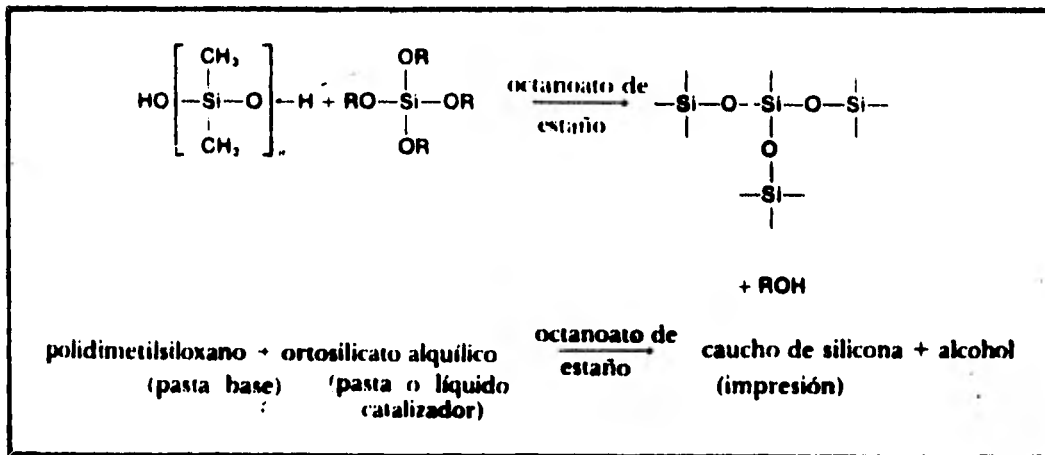 CH₃ OR
HO[—Si—O]ₙ—H + RO—Si—OR octanoato de estaño —Si—O--Si—O—Si—
CH₃ OR O
—Si—
+ ROH
polidimetilsiloxano + ortosilicato alquílico octanoato de estaño caucho de silicona + alcohol
(pasta base) (pasta o líquido (impresión)
catalizador)